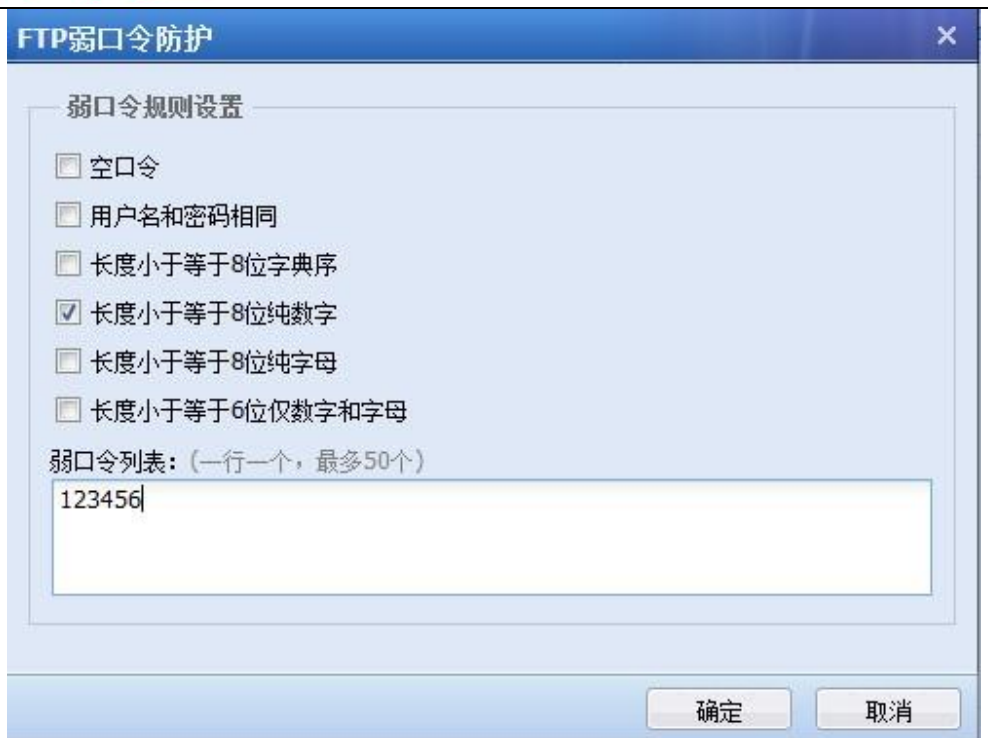 FTP弱口令防护
弱口令规则设置
空口令
用户名和密码相同
长度小于等于8位字典序
长度小于等于8位纯数字
长度小于等于8位纯字母
长度小于等于6位仅数字和字母
弱口令列表：（一行一个，最多50个）
123456
确定 取消